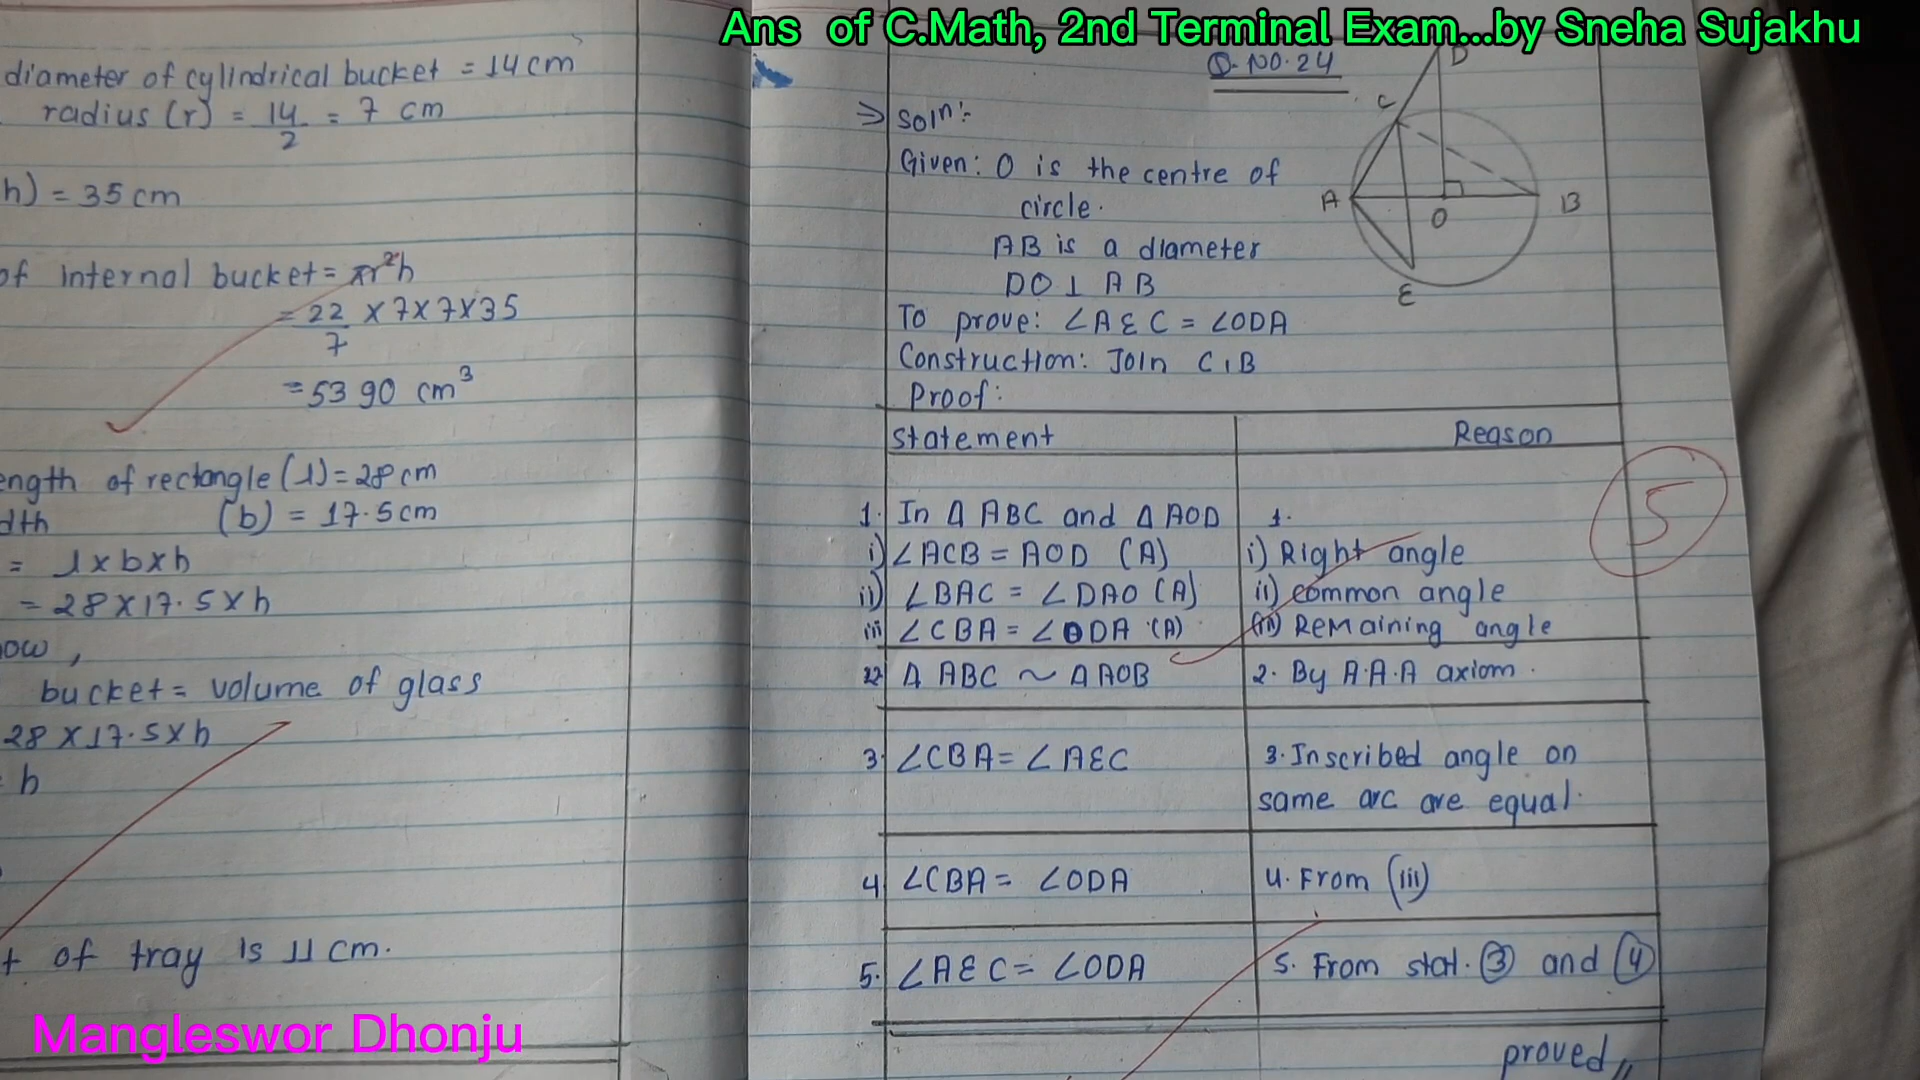 Ans of C.Math, 2nd Terminal Exam...by Sneha Sujakhu
diameter of cylindrical bucket = 14 cm
radius (r) = 14/2 = 7 cm
h) = 35 cm
of internal bucket = πr²h
= 22/7 × 7×7×35
= 5390 cm³
ength of rectangle (l) = 28 cm
dth (b) = 17.5 cm
= l×b×h
= 28×17.5×h
ow,
bucket = volume of glass
28×17.5×h
= h
t of tray is 11 cm.
Mangleswor Dhonju
Q.NO.24
⇒ Soln:-
Given: O is the centre of
circle.
AB is a diameter
DO ⊥ AB
To prove: ∠AEC = ∠ODA
Construction: Join C,B
Proof:
D
C
A
O
B
E
Statement Reason
1. In Δ ABC and Δ AOD 1.
i) ∠ACB = AOD (A) i) Right angle
ii) ∠BAC = ∠DAO (A) ii) common angle
iii ∠CBA = ∠ODA (A) (iii) Remaining angle
2. Δ ABC ~ Δ AOB 2. By A.A.A axiom.
3. ∠CBA = ∠AEC 3. Inscribed angle on
same arc are equal.
4 ∠CBA = ∠ODA 4. From (iii)
5. ∠AEC = ∠ODA 5. From stat. 3 and 4
proved,,
5